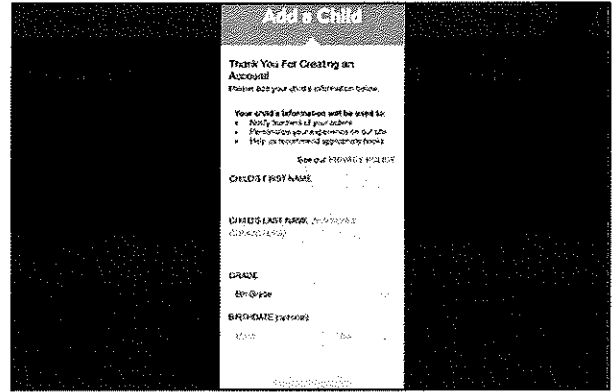 Add a Child
Thank You For Creating an
Account!
Please add your child's information below.
Your child's information will be used to:
• Notify teachers of your orders
• Personalize your experience on our site
• Help us recommend appropriate books
See our PRIVACY POLICY
CHILD'S FIRST NAME
CHILD'S LAST NAME
GRADE
6th Grade
BIRTHDATE (optional)